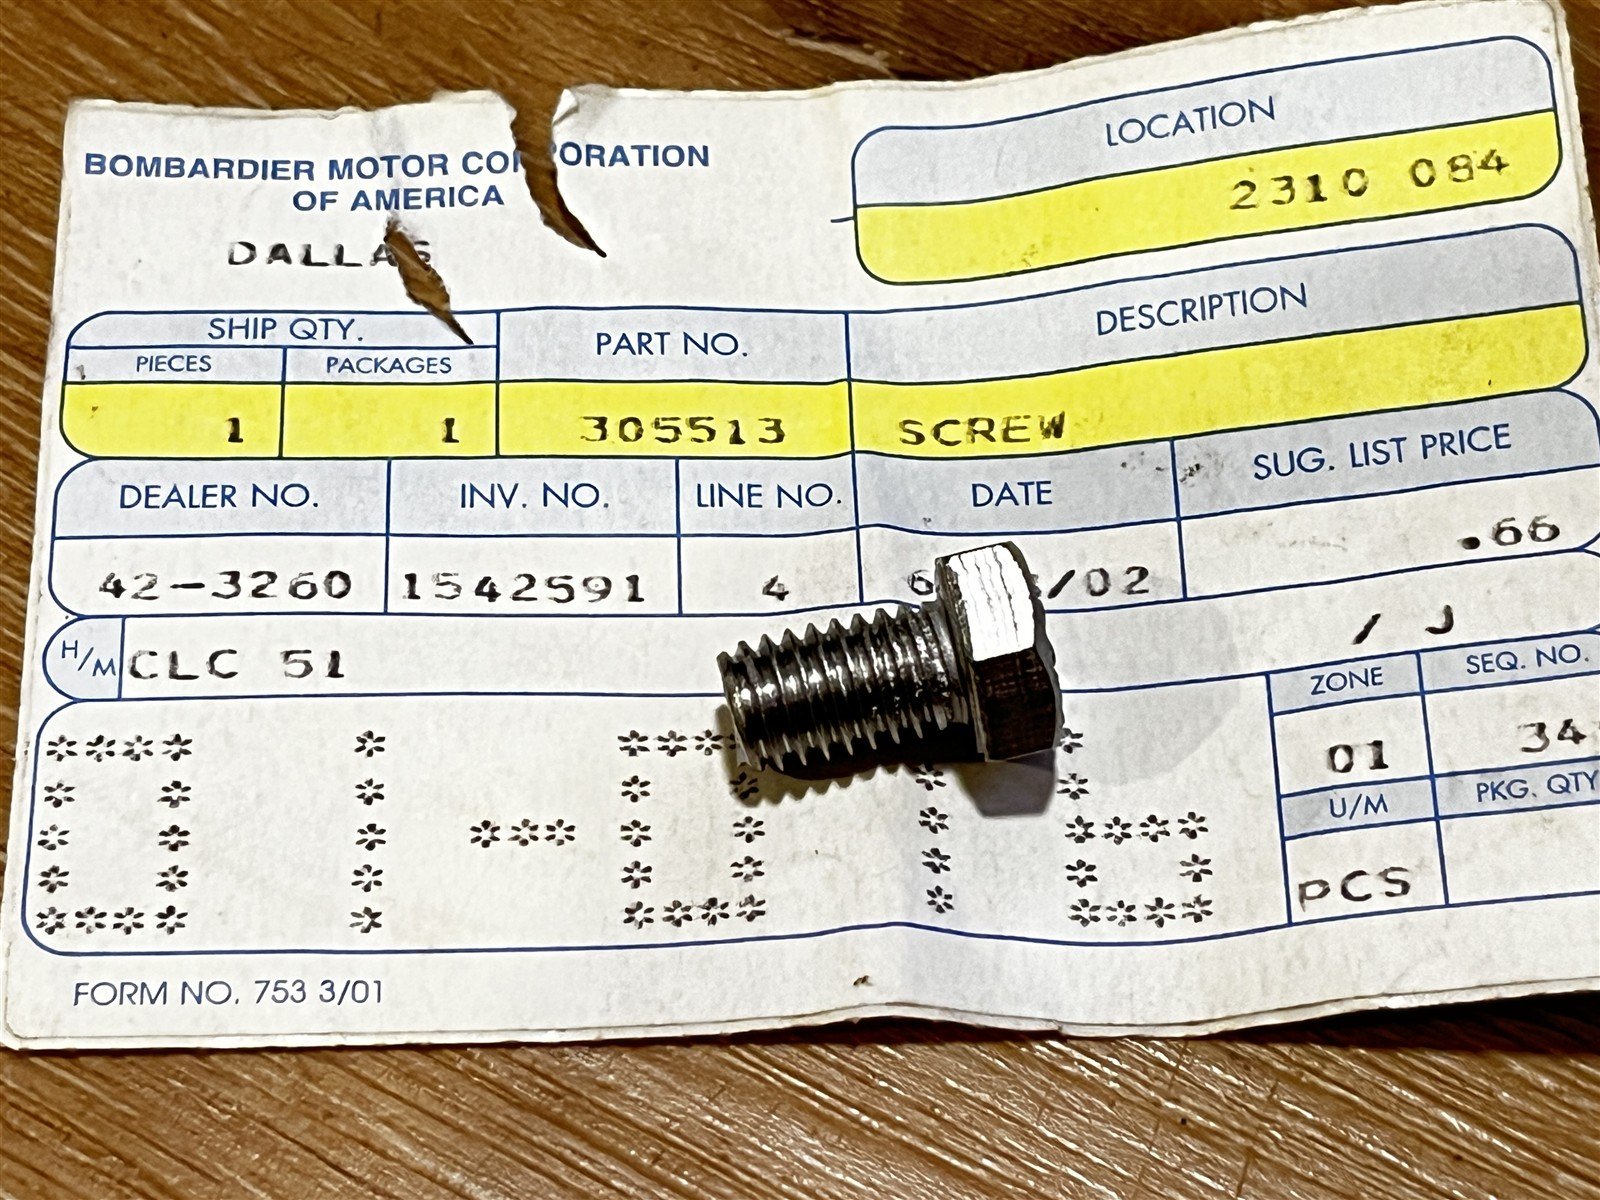 BOMBARDIER MOTOR CORPORATION
OF AMERICA
DALLAS
LOCATION
2310 084
SHIP QTY.
PIECES PACKAGES PART NO. DESCRIPTION
1 1 305513 SCREW
DEALER NO. INV. NO. LINE NO. DATE SUG. LIST PRICE
42-3260 1542591 4 /02 .66
H/M CLC 51 / J
ZONE SEQ. NO.
01 34
U/M PKG. QTY
PCS
FORM NO. 753 3/01